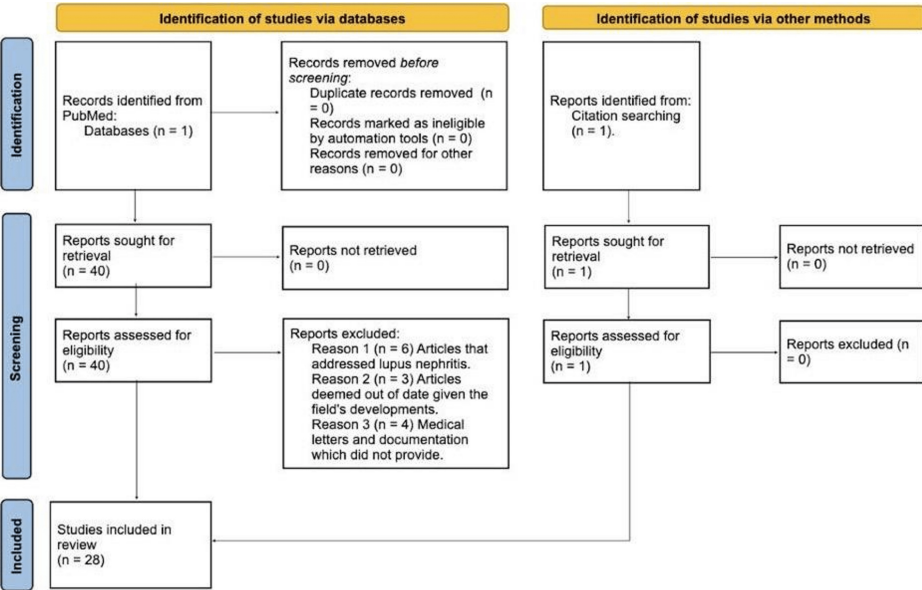 Identification of studies via databases
Identification of studies via other methods
Identification
Records identified from
PubMed:
Databases (n = 1)
Records removed before
screening:
Duplicate records removed (n
= 0)
Records marked as ineligible
by automation tools (n = 0)
Records removed for other
reasons (n = 0)
Reports identified from:
Citation searching
(n = 1).
Screening
Reports sought for
retrieval
(n = 40)
Reports not retrieved
(n = 0)
Reports sought for
retrieval
(n = 1)
Reports not retrieved
(n = 0)
Reports assessed for
eligibility
(n = 40)
Reports excluded:
Reason 1 (n = 6) Articles that
addressed lupus nephritis.
Reason 2 (n = 3) Articles
deemed out of date given the
field's developments.
Reason 3 (n = 4) Medical
letters and documentation
which did not provide.
Reports assessed for
eligibility
(n = 1)
Reports excluded (n
= 0)
Included
Studies included in
review
(n = 28)